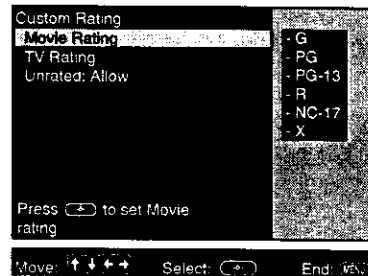 Custom Rating
Movie Rating
TV Rating
Unrated: Allow
- G
- PG
- PG-13
- R
- NC-17
- X
Press to set Movie
rating
Move: Select: End: MENU